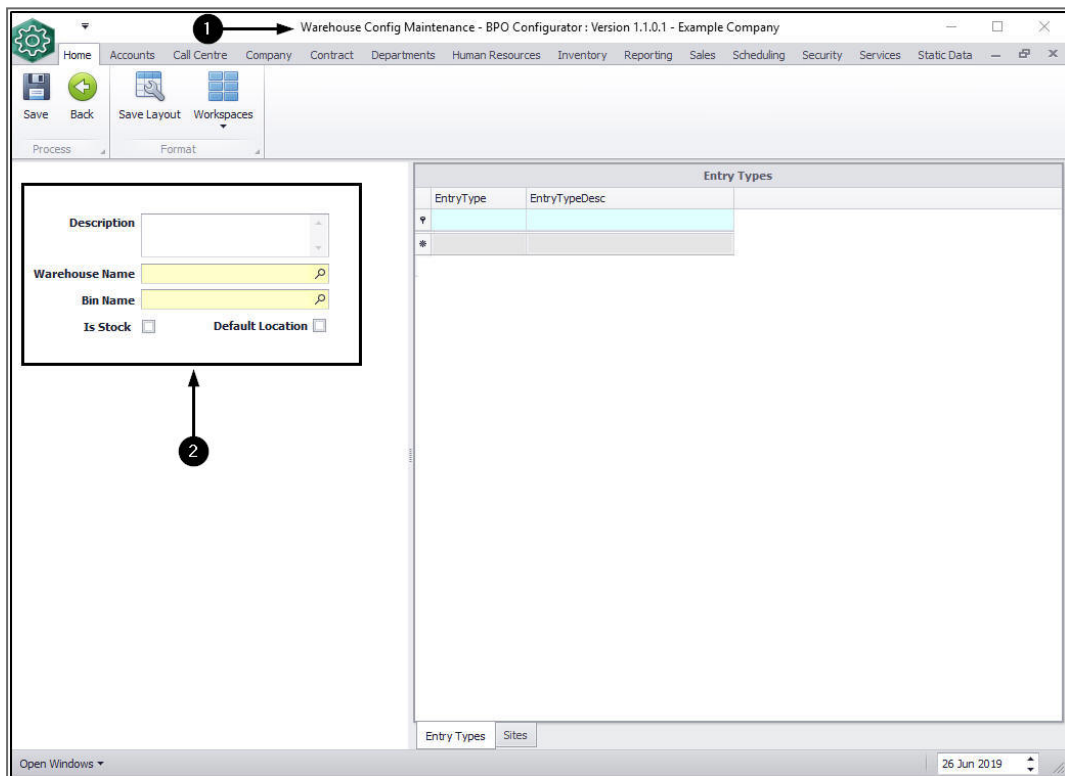 1
Warehouse Config Maintenance - BPO Configurator : Version 1.1.0.1 - Example Company
Home Accounts Call Centre Company Contract Departments Human Resources Inventory Reporting Sales Scheduling Security Services Static Data
Save Back Save Layout Workspaces
Process Format
Entry Types
EntryType EntryTypeDesc
Description
Warehouse Name
Bin Name
Is Stock Default Location
2
Entry Types Sites
Open Windows 26 Jun 2019